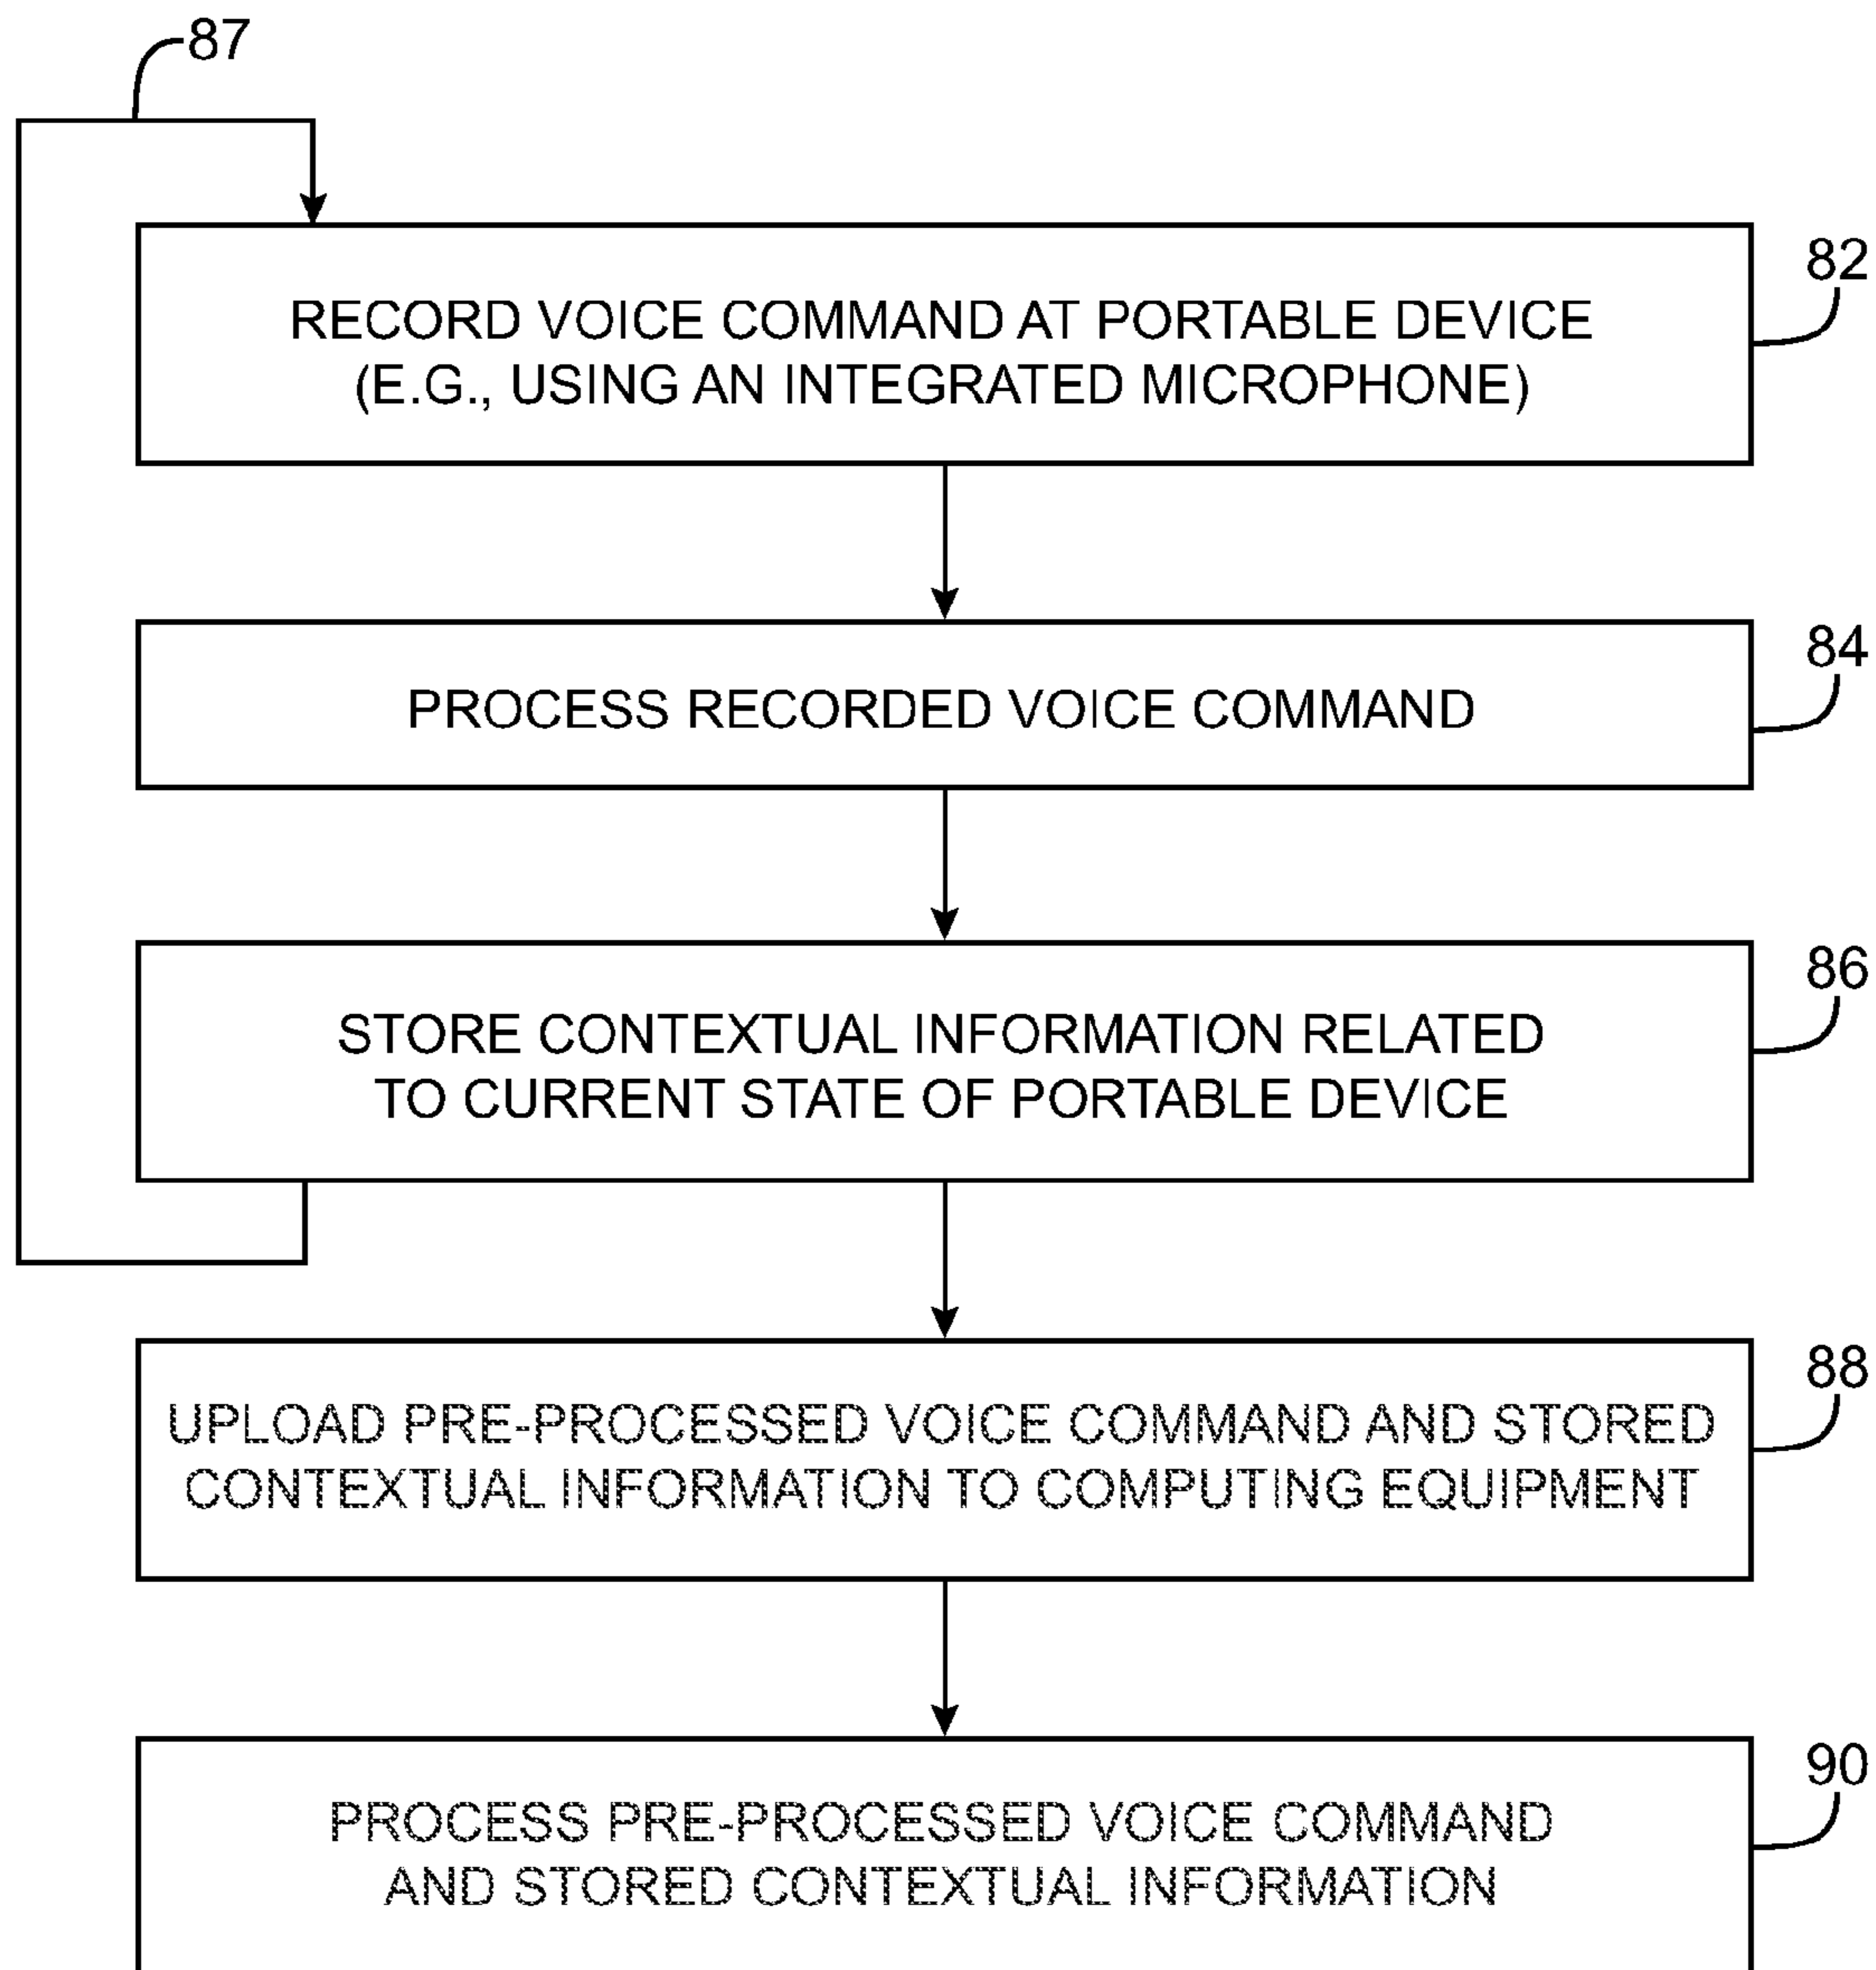 87
82
RECORD VOICE COMMAND AT PORTABLE DEVICE
(E.G., USING AN INTEGRATED MICROPHONE)
84
PROCESS RECORDED VOICE COMMAND
86
STORE CONTEXTUAL INFORMATION RELATED
TO CURRENT STATE OF PORTABLE DEVICE
88
UPLOAD PRE-PROCESSED VOICE COMMAND AND STORED
CONTEXTUAL INFORMATION TO COMPUTING EQUIPMENT
90
PROCESS PRE-PROCESSED VOICE COMMAND
AND STORED CONTEXTUAL INFORMATION